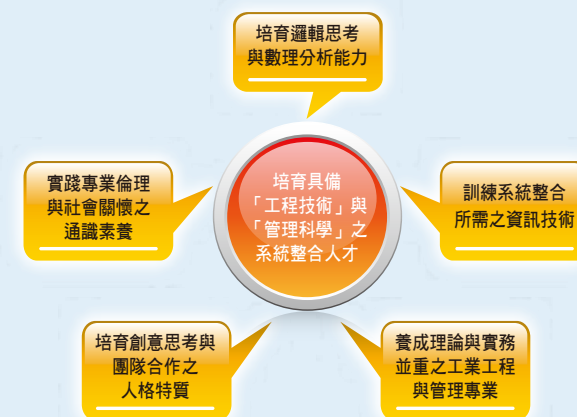 培育邏輯思考
與數理分析能力
實踐專業倫理
與社會關懷之
通識素養
培育具備
「工程技術」與
「管理科學」之
系統整合人才
訓練系統整合
所需之資訊技術
培育創意思考與
團隊合作之
人格特質
養成理論與實務
並重之工業工程
與管理專業